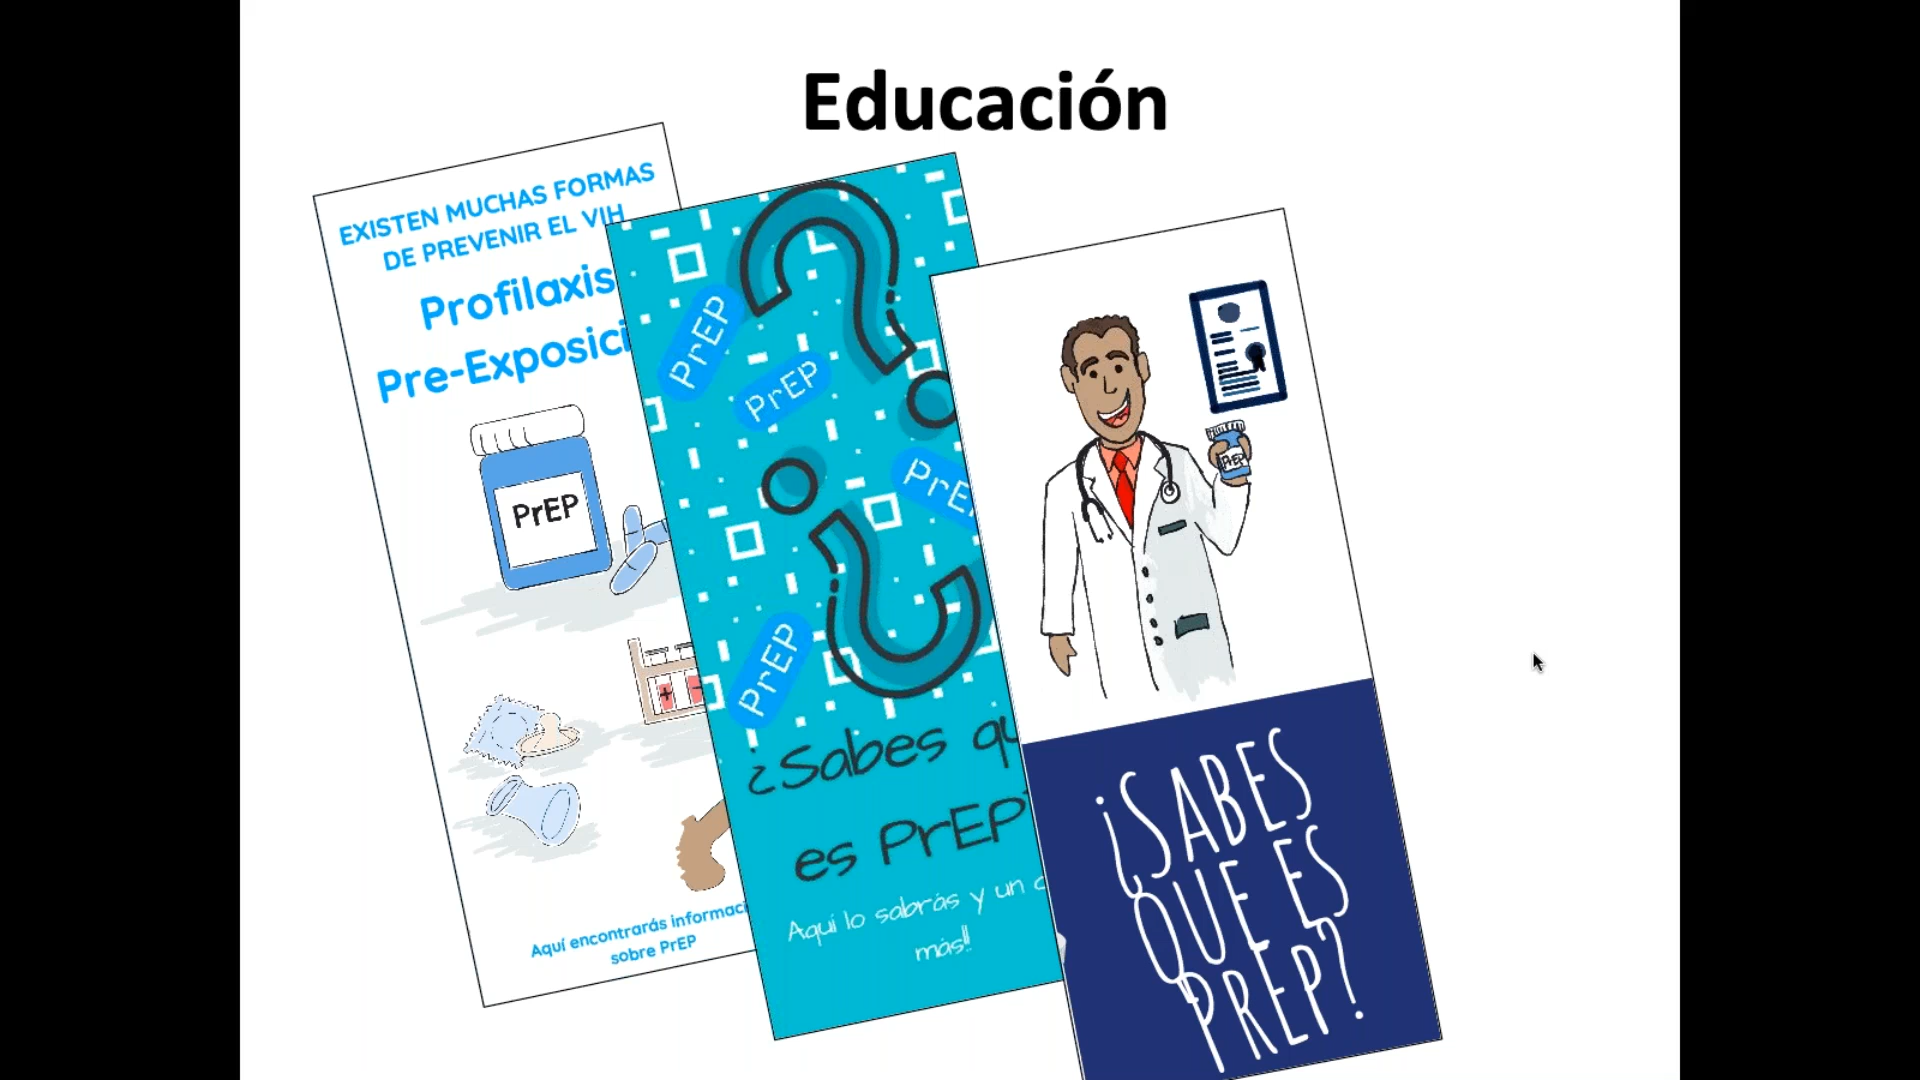 Educación
EXISTEN MUCHAS FORMAS
DE PREVENIR EL VIH
Profilaxis
Pre-Exposici
PrEP
Aquí encontrarás informaci
sobre PrEP
PrEP
PrEP
PrE
PrEP
¿Sabes qu
es PrEP
Aquí lo sabrás y un
más!!
PrEP
¿SABES
QUE ES
PREP?